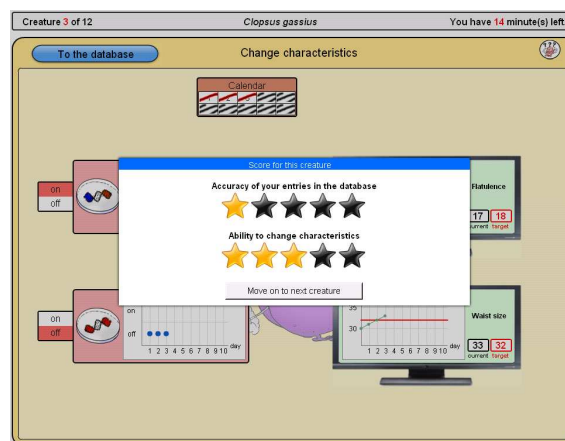 Creature 3 of 12
Clopsus gassius
You have 14 minute(s) left
To the database
Change characteristics
???
Calendar
1 2 3
Score for this creature
Accuracy of your entries in the database
Ability to change characteristics
Move on to next creature
on
off
Flatulence
17 18
current target
on
off
on
off
1 2 3 4 5 6 7 8 9 10 day
35
30
1 2 3 4 5 6 7 8 9 10 day
Waist size
33 32
current target